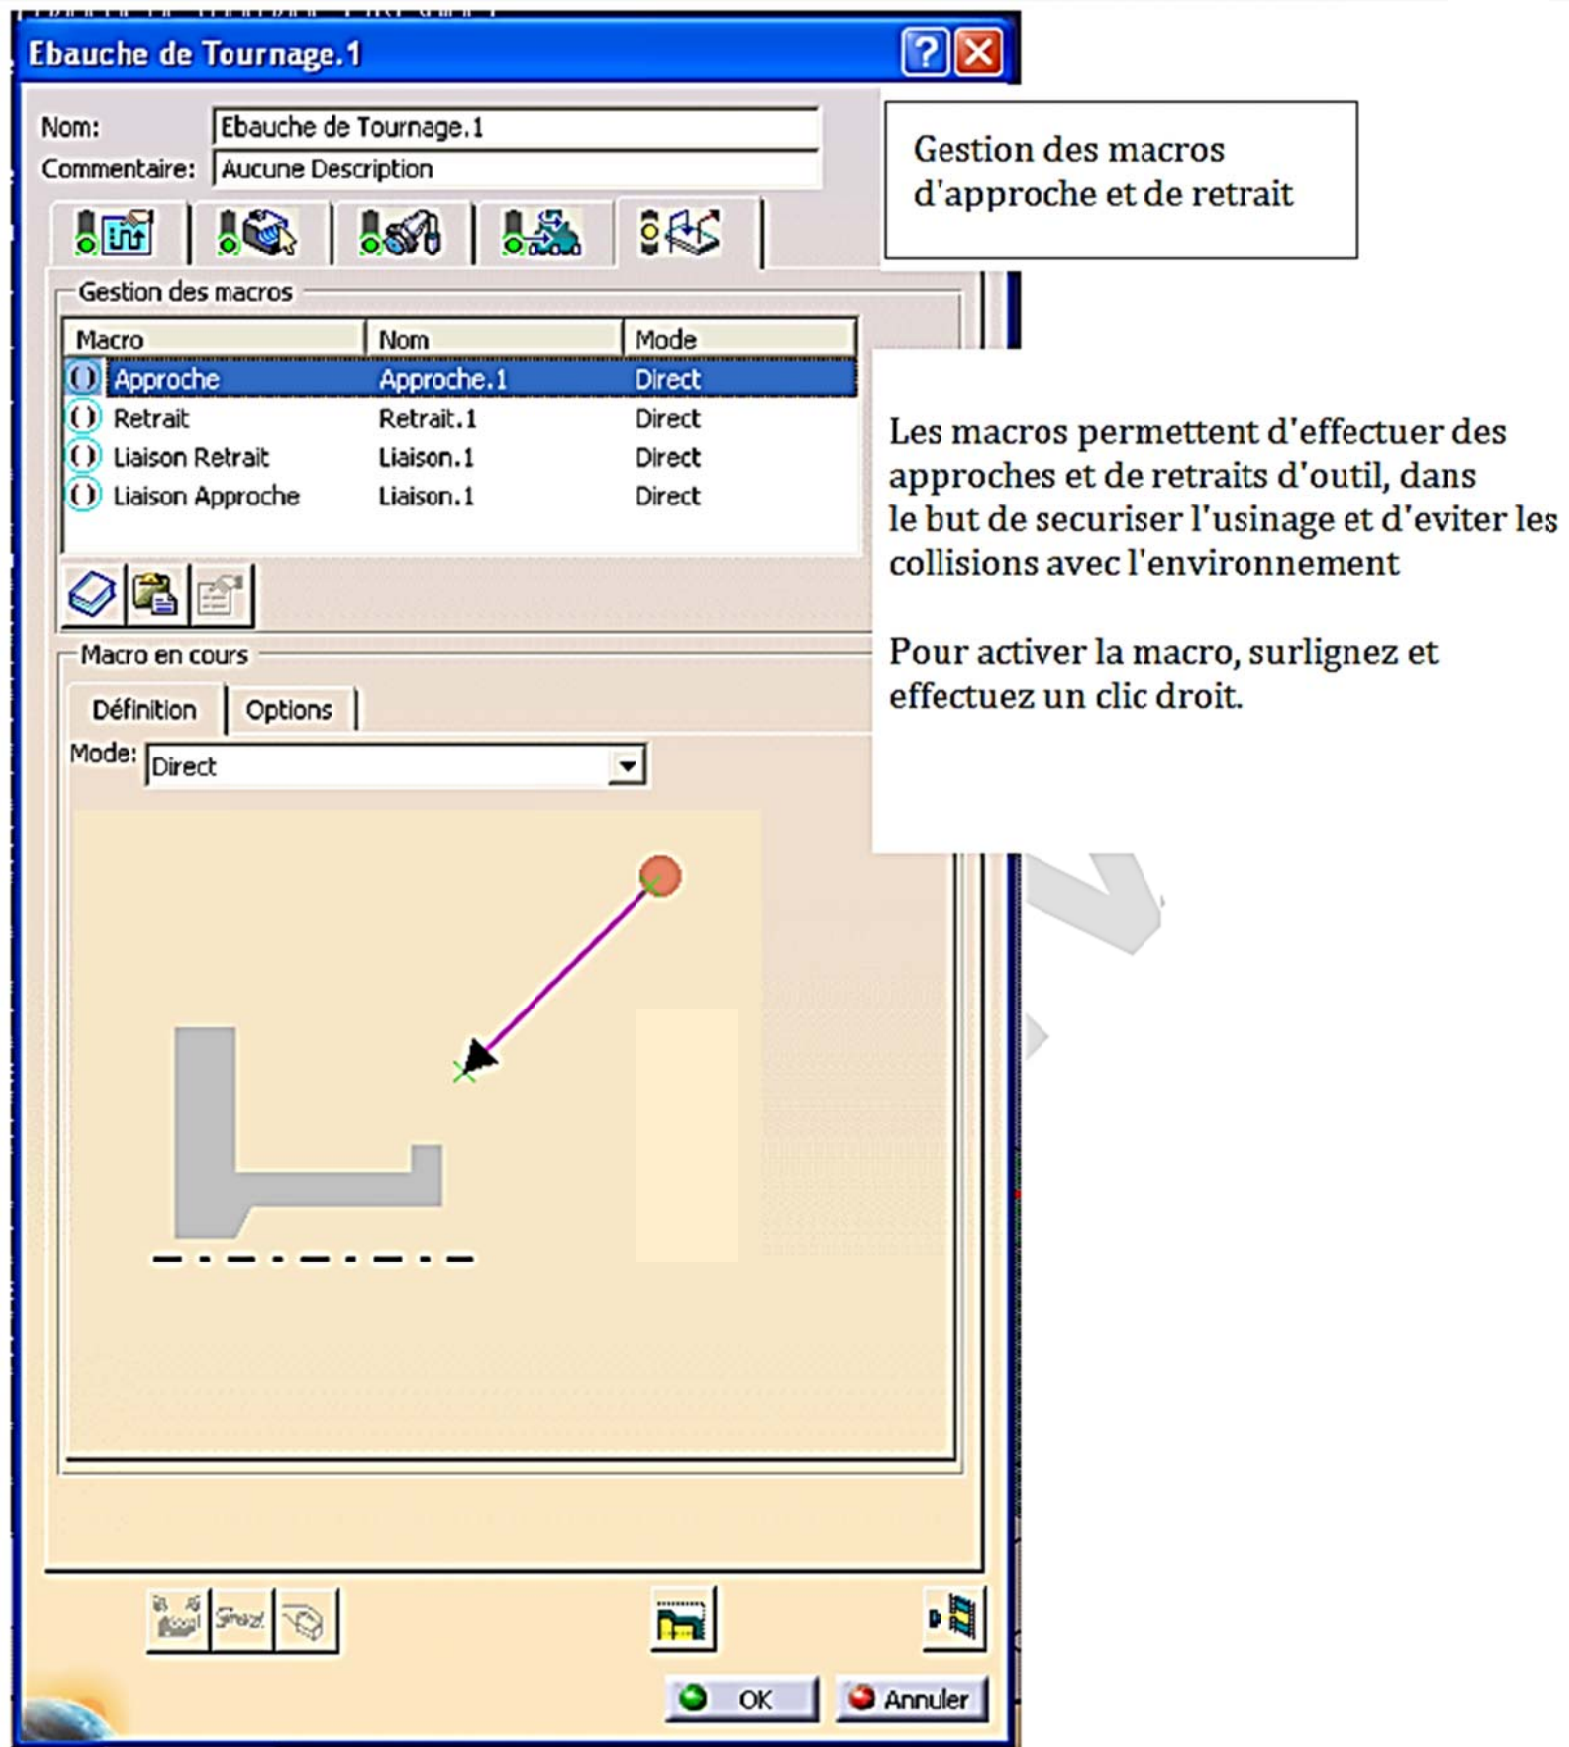 Ebauche de Tournage.1
Nom: Ebauche de Tournage.1
Commentaire: Aucune Description
Gestion des macros
d'approche et de retrait
Gestion des macros
Macro Nom Mode
Approche Approche.1 Direct
Retrait Retrait.1 Direct
Liaison Retrait Liaison.1 Direct
Liaison Approche Liaison.1 Direct
Les macros permettent d'effectuer des
approches et de retraits d'outil, dans
le but de securiser l'usinage et d'eviter les
collisions avec l'environnement
Pour activer la macro, surlignez et
effectuez un clic droit.
Macro en cours
Définition Options
Mode: Direct
OK Annuler